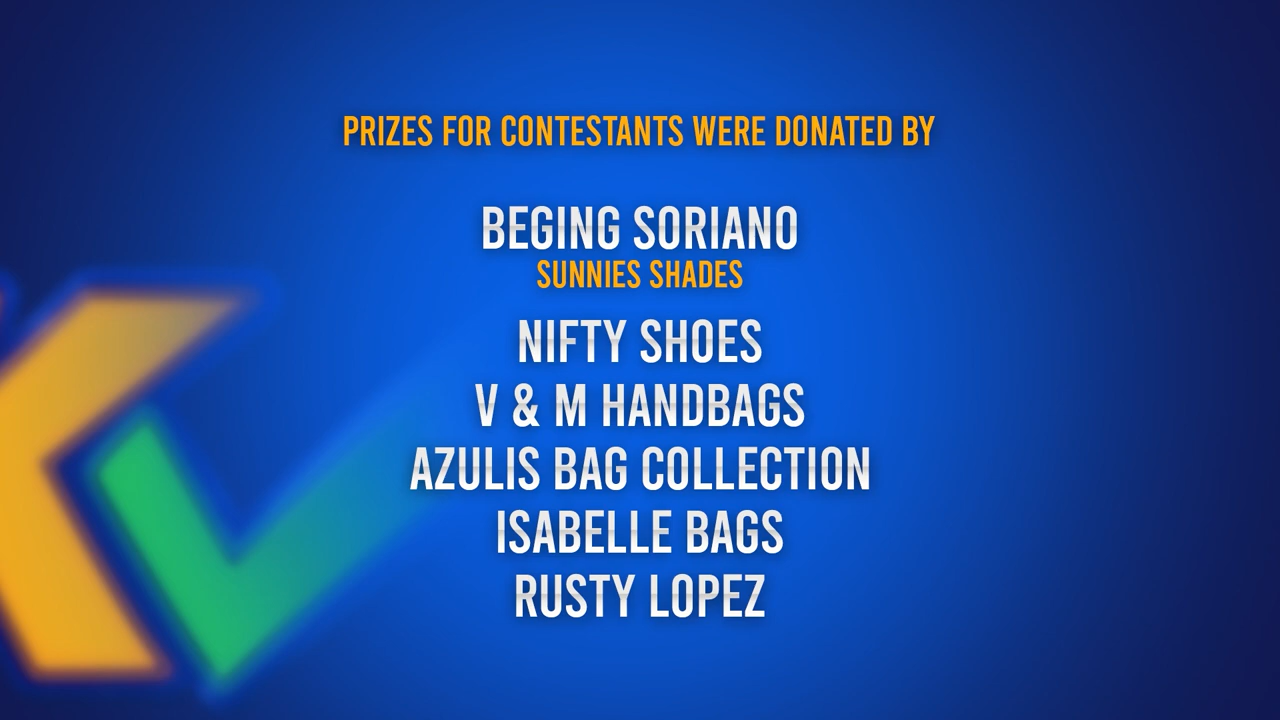 PRIZES FOR CONTESTANTS WERE DONATED BY
BEGING SORIANO
SUNNIES SHADES
NIFTY SHOES
V & M HANDBAGS
AZULIS BAG COLLECTION
ISABELLE BAGS
RUSTY LOPEZ